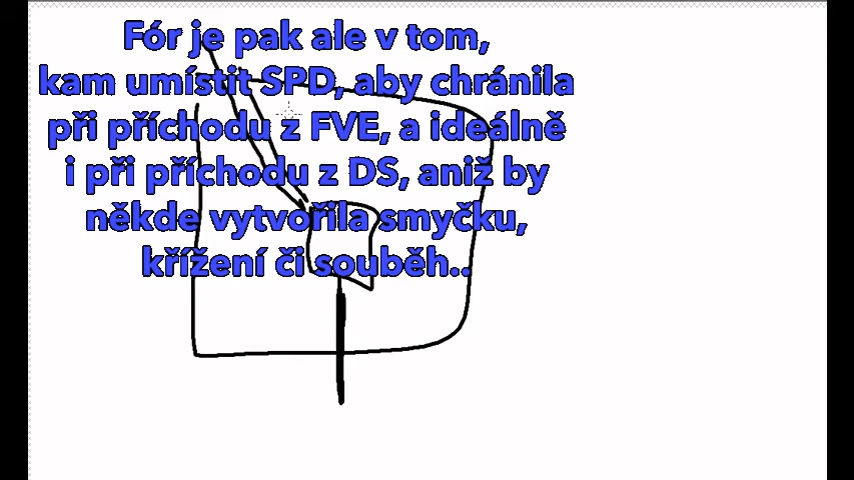 Fór je pak ale v tom,
kam umístit SPD, aby chránila
při příchodu z FVE, a ideálně
i při příchodu z DS, aniž by
někde vytvořila smyčku,
křížení či souběh..